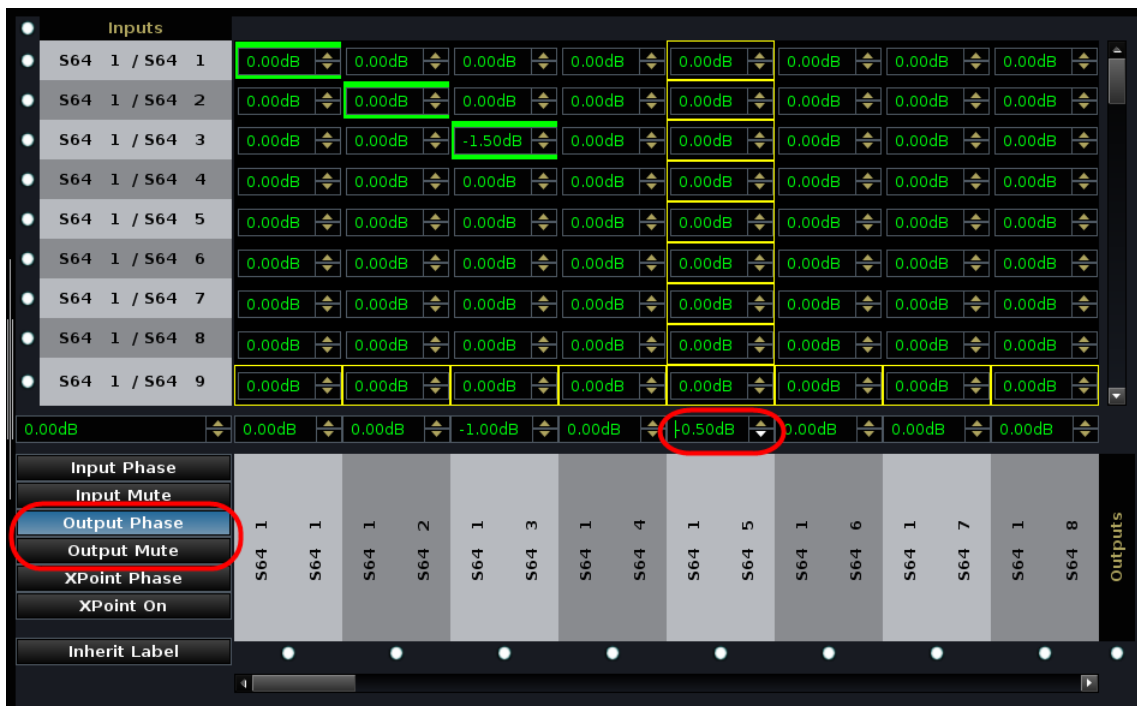 Inputs
S64 1 / S64 1 0.00dB 0.00dB 0.00dB 0.00dB 0.00dB 0.00dB 0.00dB 0.00dB
S64 1 / S64 2 0.00dB 0.00dB 0.00dB 0.00dB 0.00dB 0.00dB 0.00dB 0.00dB
S64 1 / S64 3 0.00dB 0.00dB -1.50dB 0.00dB 0.00dB 0.00dB 0.00dB 0.00dB
S64 1 / S64 4 0.00dB 0.00dB 0.00dB 0.00dB 0.00dB 0.00dB 0.00dB 0.00dB
S64 1 / S64 5 0.00dB 0.00dB 0.00dB 0.00dB 0.00dB 0.00dB 0.00dB 0.00dB
S64 1 / S64 6 0.00dB 0.00dB 0.00dB 0.00dB 0.00dB 0.00dB 0.00dB 0.00dB
S64 1 / S64 7 0.00dB 0.00dB 0.00dB 0.00dB 0.00dB 0.00dB 0.00dB 0.00dB
S64 1 / S64 8 0.00dB 0.00dB 0.00dB 0.00dB 0.00dB 0.00dB 0.00dB 0.00dB
S64 1 / S64 9 0.00dB 0.00dB 0.00dB 0.00dB 0.00dB 0.00dB 0.00dB 0.00dB
0.00dB 0.00dB 0.00dB -1.00dB 0.00dB -0.50dB 0.00dB 0.00dB 0.00dB
Input Phase
Input Mute
Output Phase
Output Mute
XPoint Phase
XPoint On
Inherit Label
S64 1
S64 1
S64 1
S64 2
S64 1
S64 3
S64 1
S64 4
S64 1
S64 5
S64 1
S64 6
S64 1
S64 7
S64 1
S64 8
Outputs